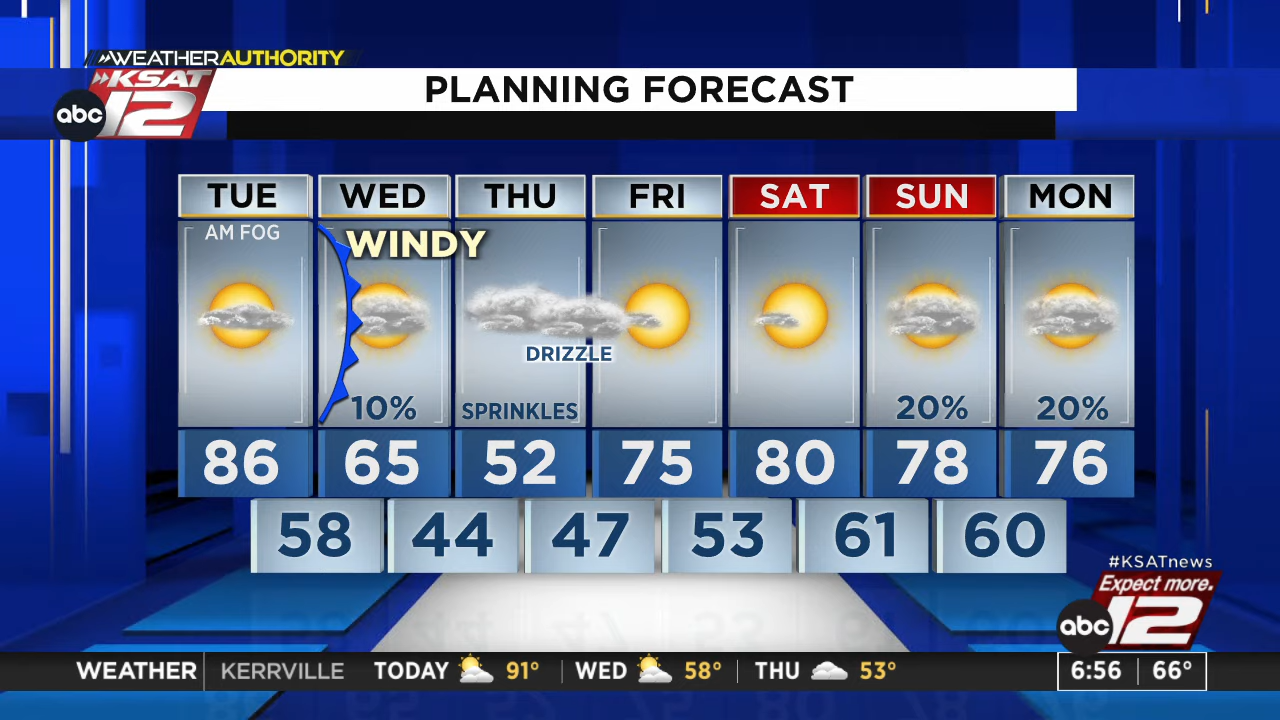 WEATHERAUTHORITY
KSAT
abc 12
PLANNING FORECAST
TUE WED THU FRI SAT SUN MON
AM FOG
WINDY
DRIZZLE
10% SPRINKLES 20% 20%
86 65 52 75 80 78 76
58 44 47 53 61 60
#KSATnews
Expect more.
abc 12
WEATHER KERRVILLE TODAY 91° WED 58° THU 53° 6:56 66°